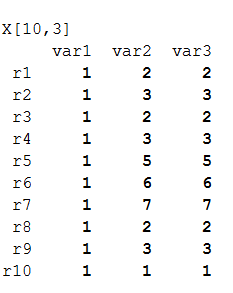 X[10,3]
var1 var2 var3
r1 1 2 2
r2 1 3 3
r3 1 2 2
r4 1 3 3
r5 1 5 5
r6 1 6 6
r7 1 7 7
r8 1 2 2
r9 1 3 3
r10 1 1 1